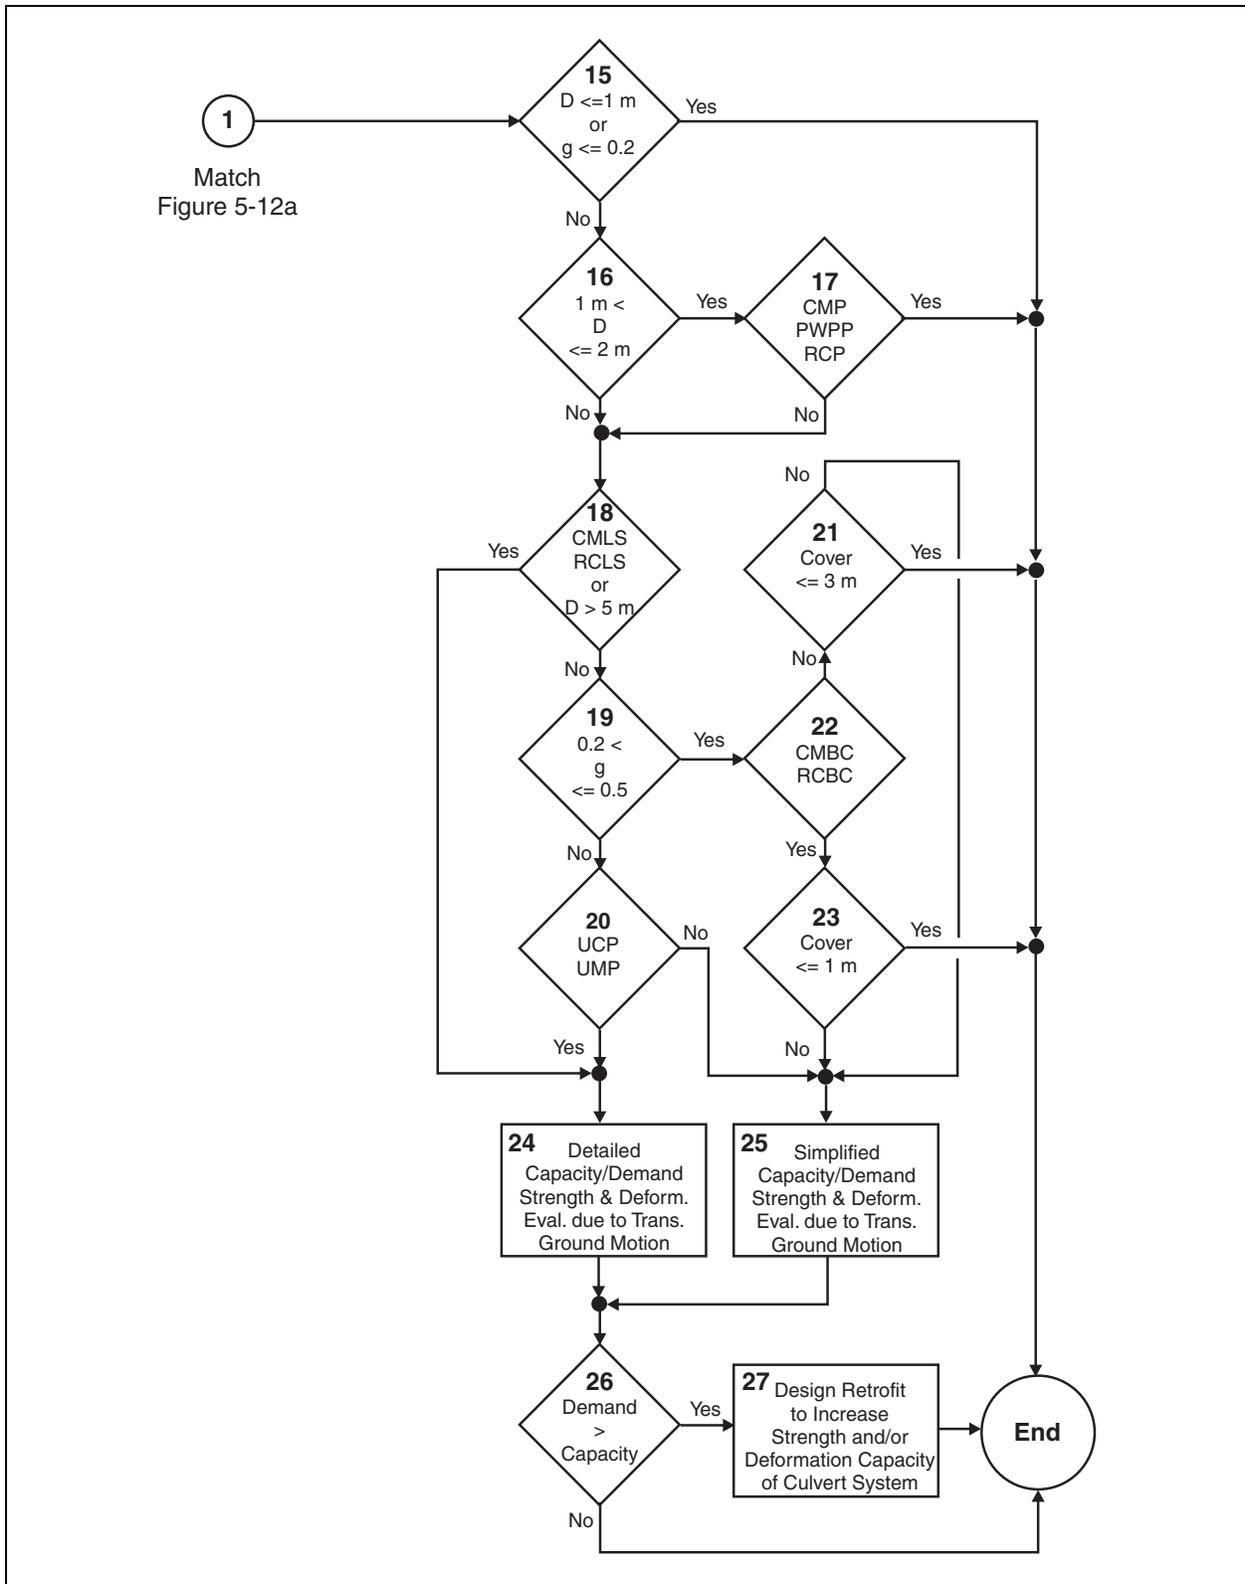 15
D <=1 m
or
g <= 0.2
Yes
1
Match
Figure 5-12a
No
16
1 m <
D
<= 2 m
Yes
17
CMP
PWPP
RCP
Yes
No
No
18
CMLS
RCLS
or
D > 5 m
Yes
No
21
Cover
<= 3 m
Yes
No
No
19
0.2 <
g
<= 0.5
Yes
22
CMBC
RCBC
No
Yes
20
UCP
UMP
No
23
Cover
<= 1 m
Yes
Yes
No
24 Detailed
Capacity/Demand
Strength & Deform.
Eval. due to Trans.
Ground Motion
25 Simplified
Capacity/Demand
Strength & Deform.
Eval. due to Trans.
Ground Motion
26
Demand
>
Capacity
Yes
27 Design Retrofit
to Increase
Strength and/or
Deformation Capacity
of Culvert System
End
No